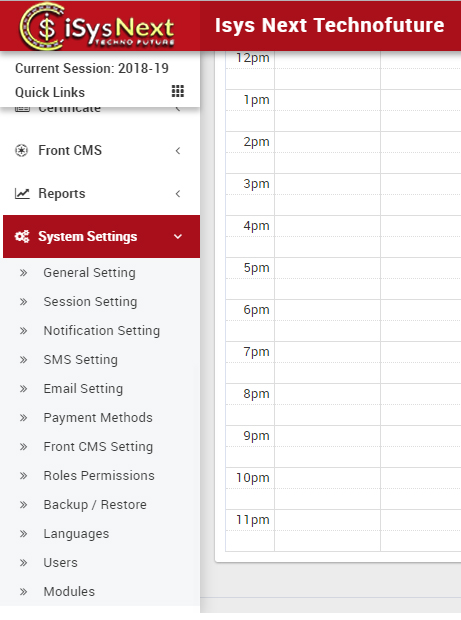 iSysNext
TECHNO FUTURE
Isys Next Technofuture
Current Session: 2018-19
Quick Links
Certificate
Front CMS
Reports
System Settings
General Setting
Session Setting
Notification Setting
SMS Setting
Email Setting
Payment Methods
Front CMS Setting
Roles Permissions
Backup / Restore
Languages
Users
Modules
12pm
1pm
2pm
3pm
4pm
5pm
6pm
7pm
8pm
9pm
10pm
11pm